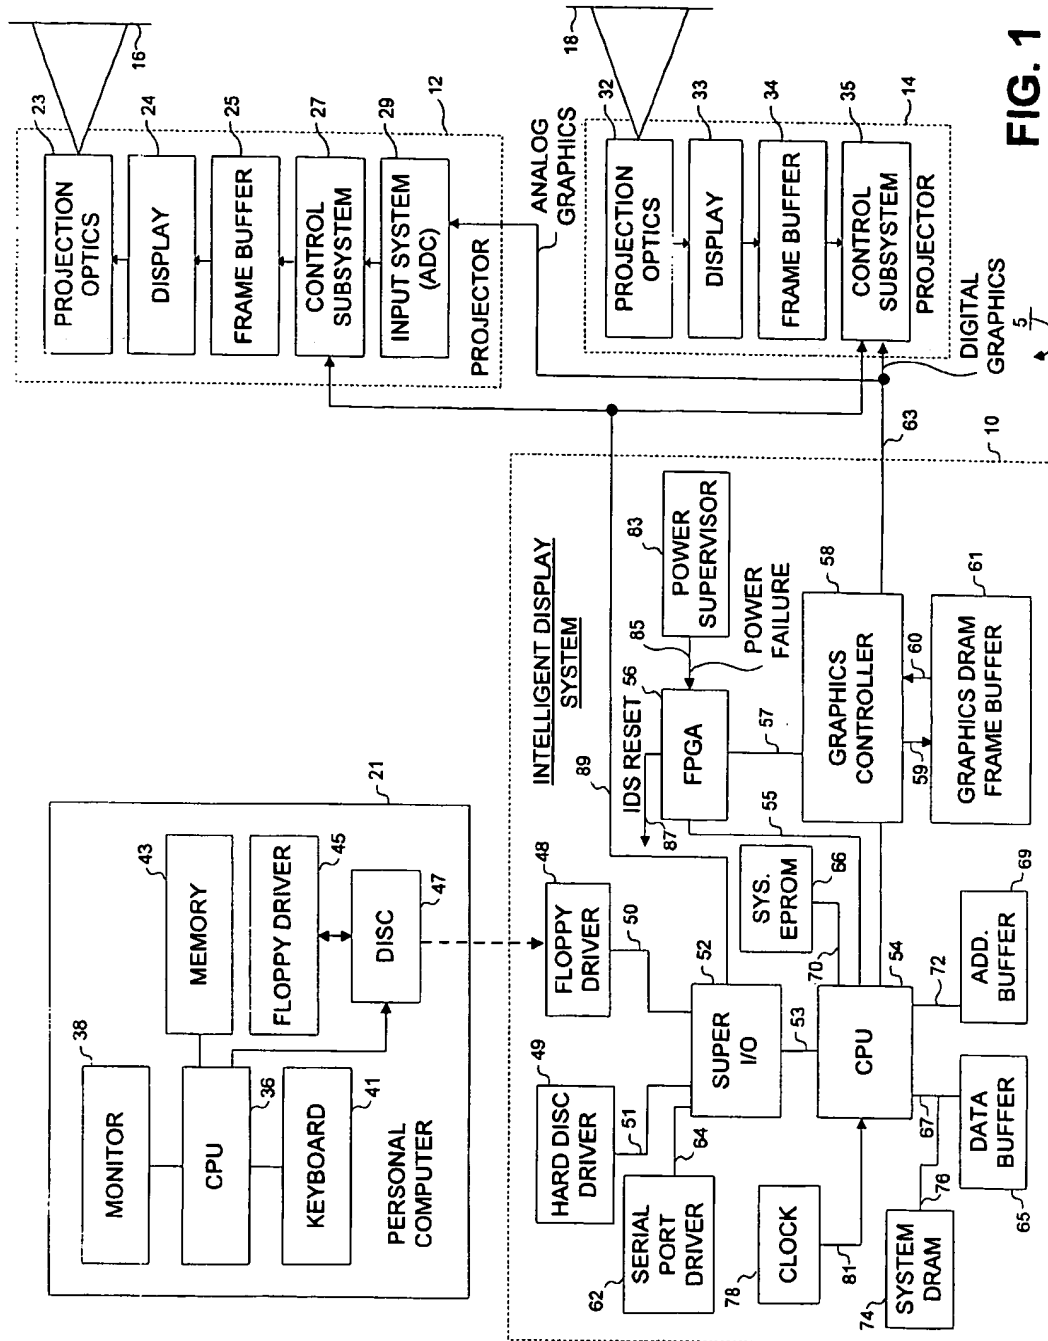 21
38
MONITOR
43
MEMORY
36
CPU
45
FLOPPY DRIVER
41
KEYBOARD
47
DISC
PERSONAL
COMPUTER
16
23
PROJECTION
OPTICS
24
DISPLAY
25
FRAME BUFFER
27
CONTROL
SUBSYSTEM
29
INPUT SYSTEM
(ADC)
12
PROJECTOR
ANALOG
GRAPHICS
18
32
PROJECTION
OPTICS
33
DISPLAY
34
FRAME BUFFER
35
CONTROL
SUBSYSTEM
14
PROJECTOR
DIGITAL
GRAPHICS
5
63
10
INTELLIGENT DISPLAY
SYSTEM
89
49
HARD DISC
DRIVER
51
48
FLOPPY
DRIVER
50
62
SERIAL
PORT
DRIVER
64
52
SUPER
I/O
53
IDS RESET
87
56
FPGA
85
83
POWER
SUPERVISOR
POWER
FAILURE
57
55
SYS.
EPROM
66
70
78
CLOCK
81
54
CPU
58
GRAPHICS
CONTROLLER
59
60
61
GRAPHICS DRAM
FRAME BUFFER
74
SYSTEM
DRAM
76
67
65
DATA
BUFFER
72
69
ADD.
BUFFER
FIG. 1